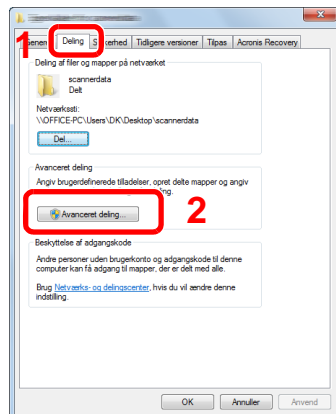 1
Deling
Tidligere versioner
Tilpas
Acronis Recovery
Deling af filer og mapper på netværket
scannerdata
Delt
Netværkssti:
\\OFFICE-PC\Users\DK\Desktop\scannerdata
Del...
Avanceret deling
Angiv brugerdefinerede tilladelser, opret delte mapper og angiv
Avanceret deling...
2
Beskyttelse af adgangskode
Andre personer uden brugerkonto og adgangskode til denne
computer kan få adgang til mapper, der er delt med alle.
Brug Netværks- og delingscenter, hvis du vil ændre denne
indstilling.
OK
Annuller
Anvend